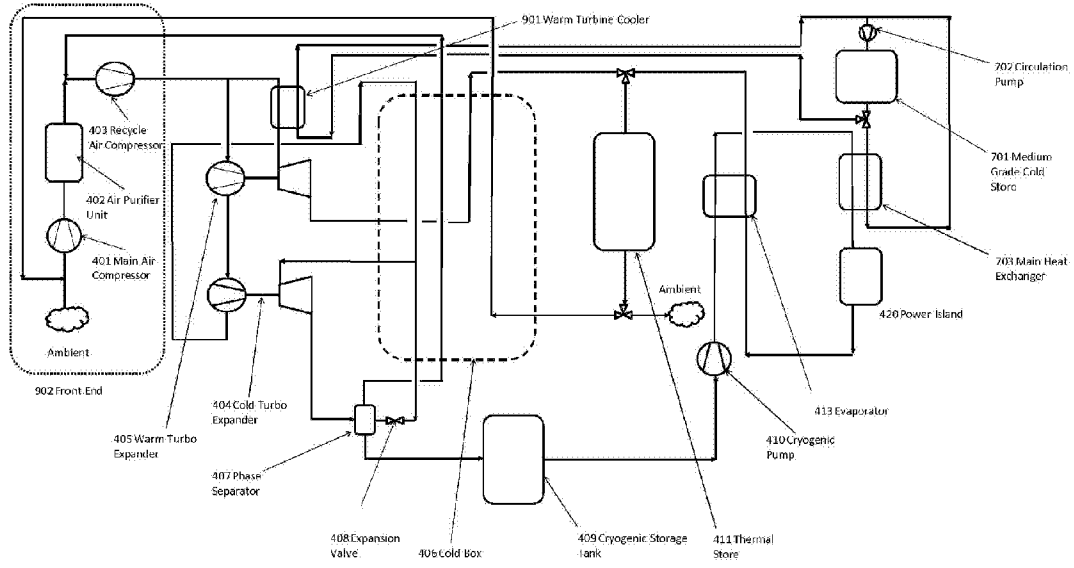 901 Warm Turbine Cooler
702 Circulation
Pump
403 Recycle
Air Compressor
701 Medium
Grade Cold
Store
402 Air Purifier
Unit
401 Main Air
Compressor
703 Main Heat
Exchanger
Ambient
Ambient
420 Power Island
902 Front End
404 Cold Turbo
Expander
413 Evaporator
405 Warm Turbo
Expander
410 Cryogenic
Pump
407 Phase
Separator
408 Expansion
Valve
406 Cold Box
409 Cryogenic Storage
Tank
411 Thermal
Store